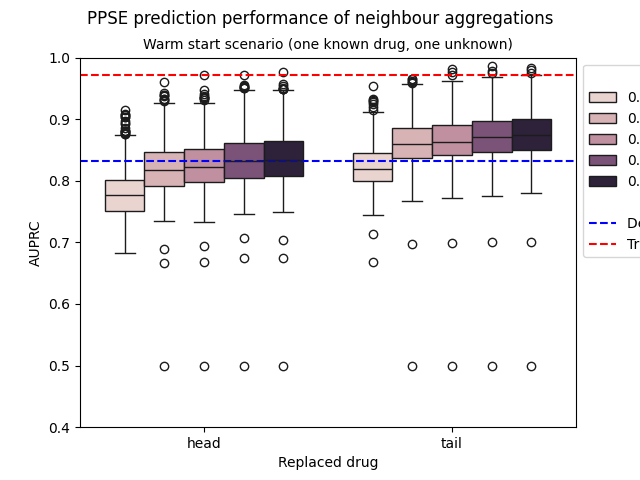 PPSE prediction performance of neighbour aggregations
Warm start scenario (one known drug, one unknown)
1.0
0.9
0.8
0.7
0.6
0.5
0.4
AUPRC
head
tail
Replaced drug
0.
0.
0.
0.
0.